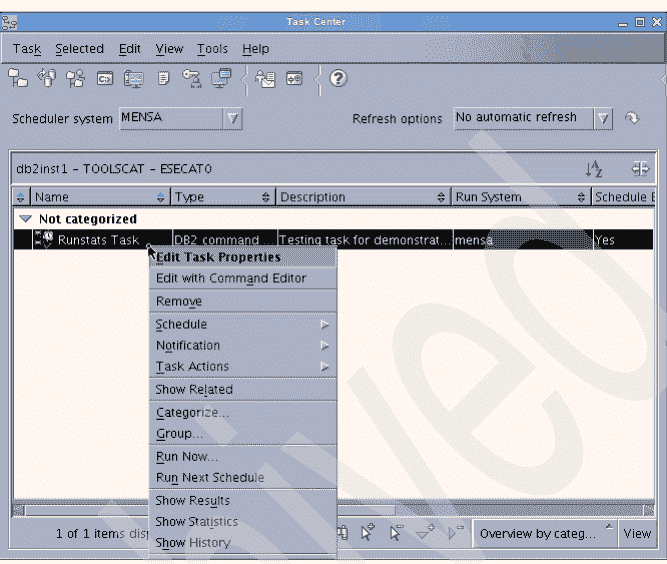 Task Center
Task Selected Edit View Tools Help
Scheduler system MENSA Refresh options No automatic refresh
db2inst1 - TOOLSCAT - ESECAT0
Name Type Description Run System Schedule E
Not categorized
Runstats Task DB2 command ... Testing task for demonstrat... mensa Yes
Edit Task Properties
Edit with Command Editor
Remove
Schedule
Notification
Task Actions
Show Related
Categorize...
Group...
Run Now...
Run Next Schedule
Show Results
Show Statistics
Show History
1 of 1 items disp Overview by categ... View
hived